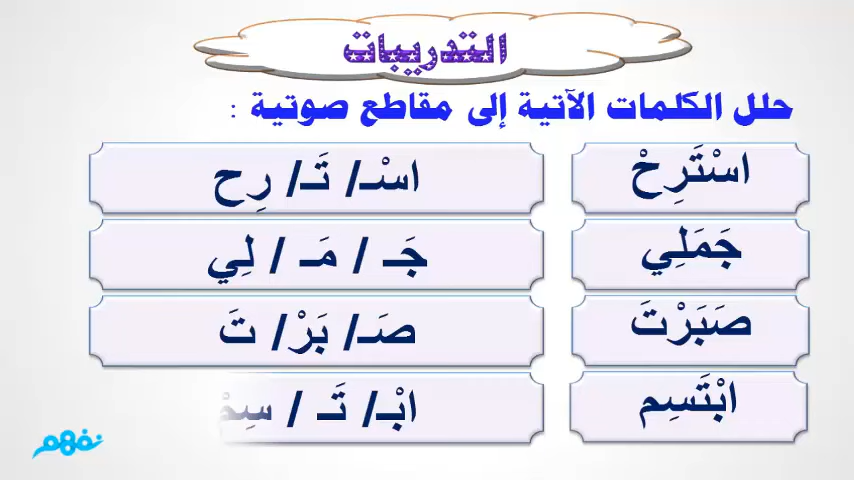 التدريبات
حلل الكلمات الآتية إلى مقاطع صوتية :
اسْتَرِحْ اسْـ/ تَـ/ رِح
جَمَلِي جَـ / مَـ / لِي
صَبَرْتَ صَـ/ بَرْ/ تَ
ابْتَسِم ابْـ/ تَـ / سِمْ
نفهم